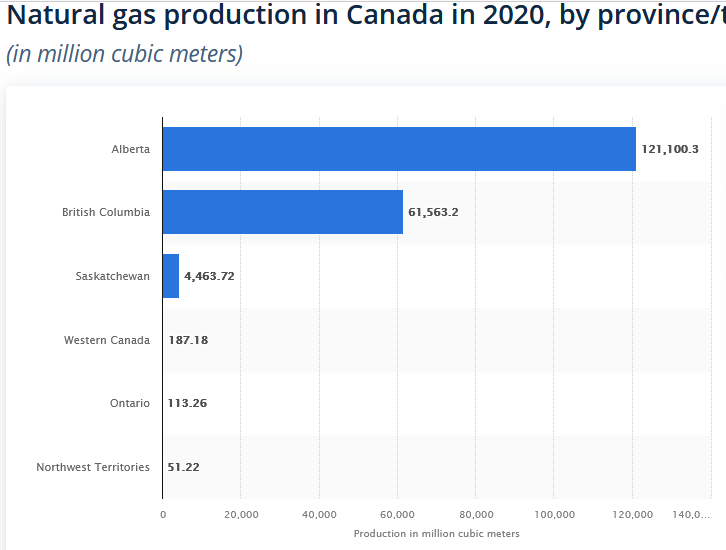 Natural gas production in Canada in 2020, by province/t
(in million cubic meters)
Alberta 121,100.3
British Columbia 61,563.2
Saskatchewan 4,463.72
Western Canada 187.18
Ontario 113.26
Northwest Territories 51.22
0 20,000 40,000 60,000 80,000 100,000 120,000 140,0...
Production in million cubic meters